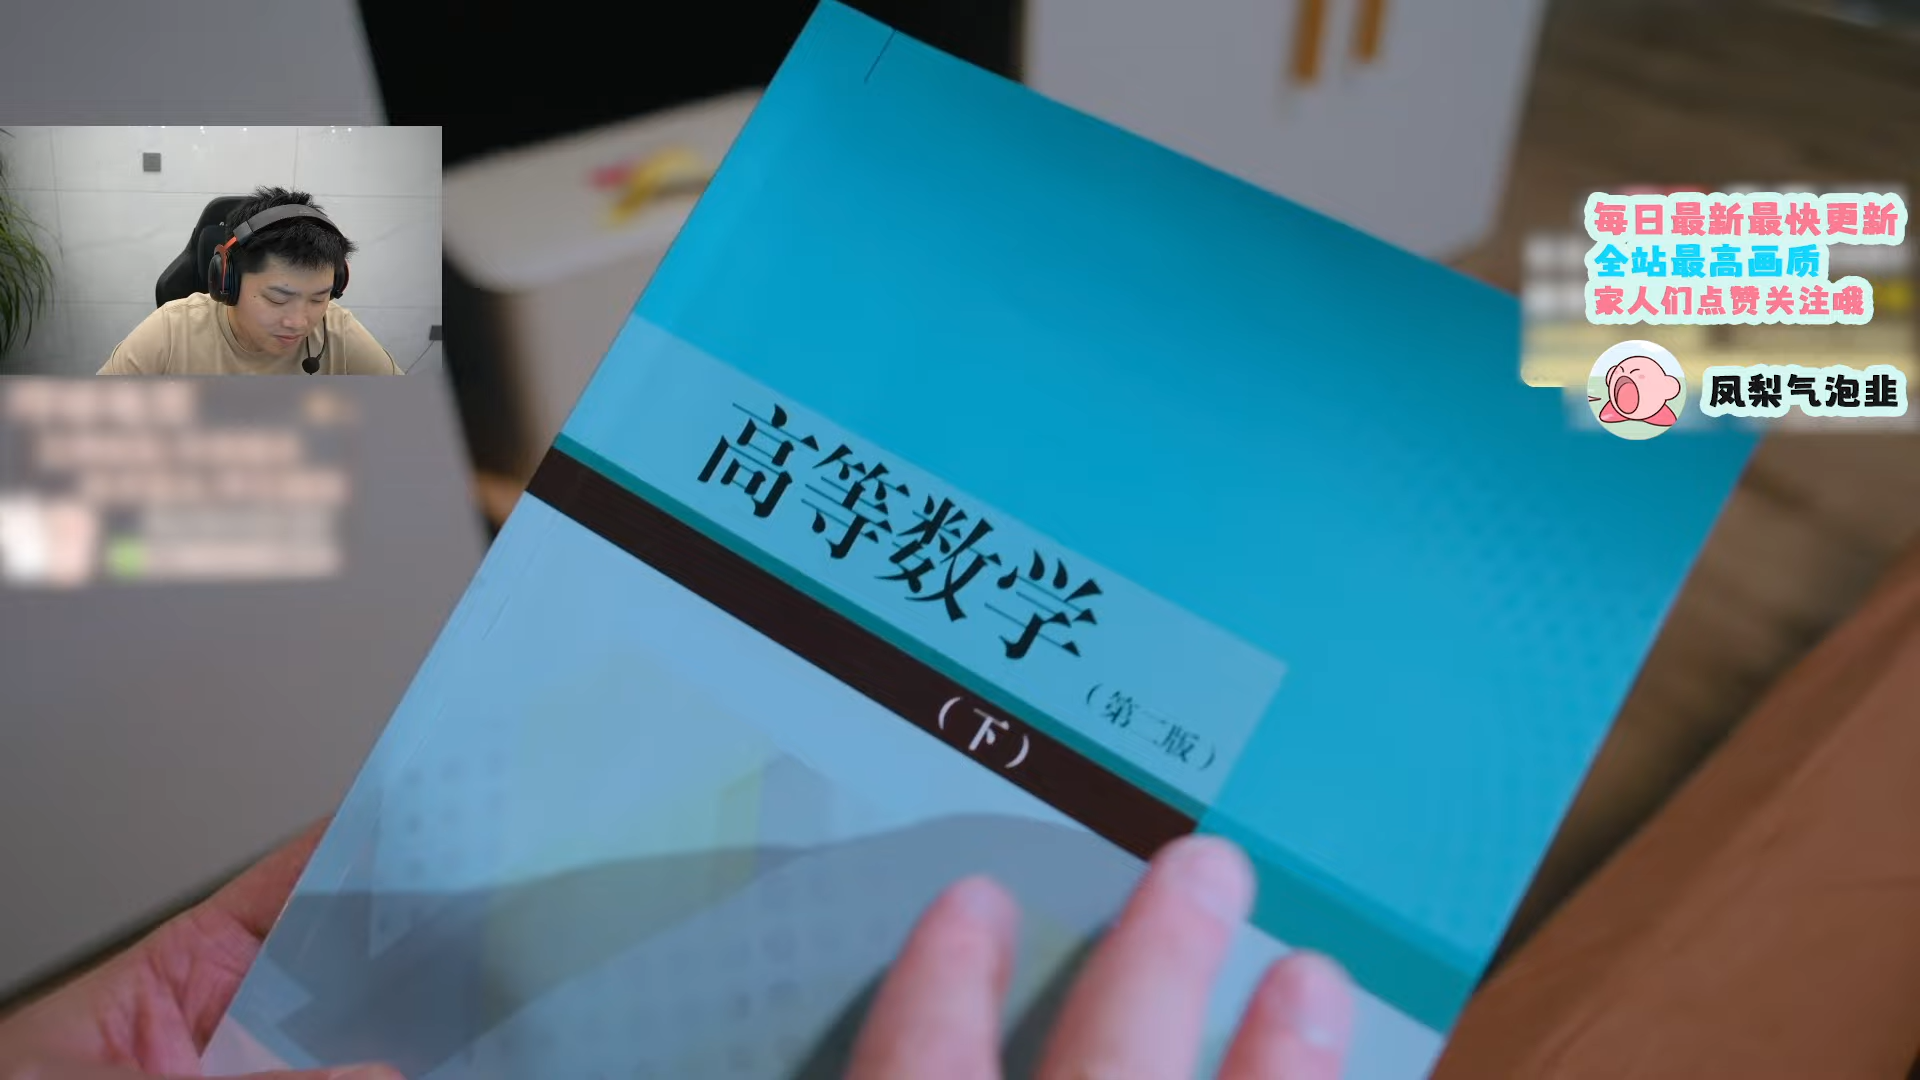 每日最新最快更新
全站最高画质
家人们点赞关注哦
凤梨气泡韭
高等数学
（第二版）
（下）